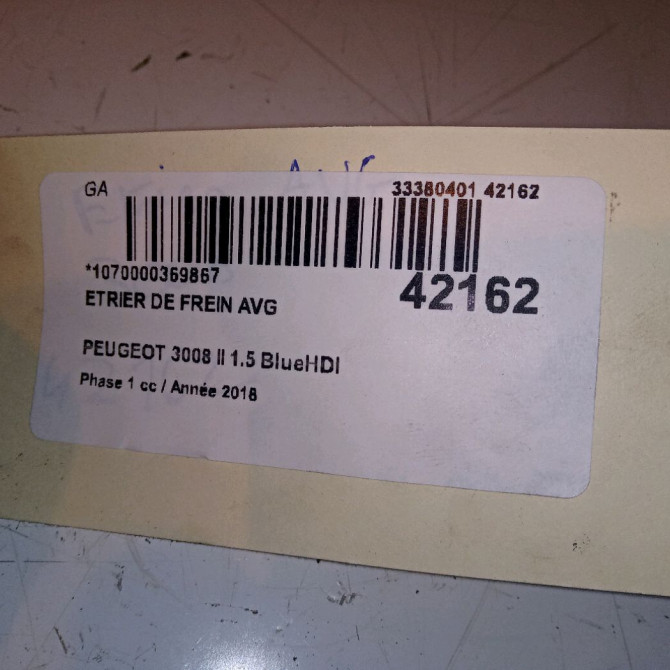 GA
33380401 42162
*1070000369867
42162
ETRIER DE FREIN AVG
PEUGEOT 3008 II 1.5 BlueHDI
Phase 1 cc / Année 2018